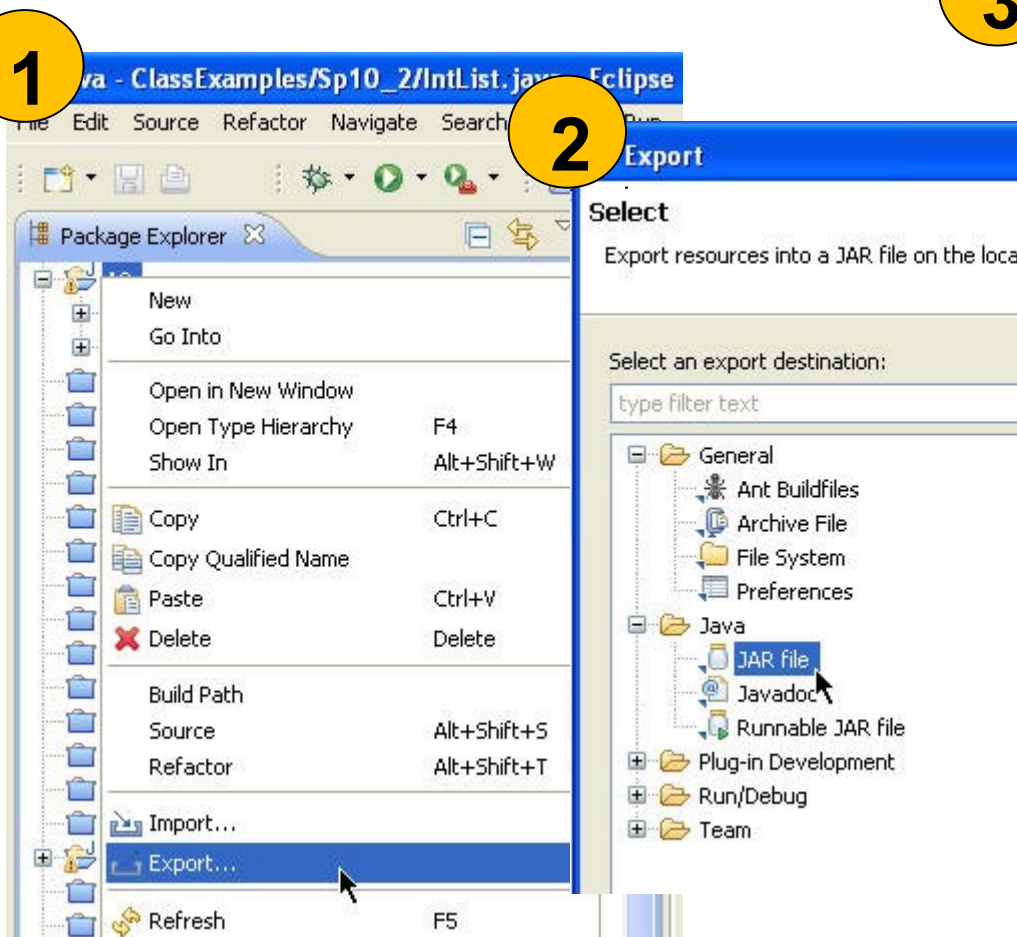 1
va - ClassExamples/Sp10_2/IntList.java - Eclipse
File Edit Source Refactor Navigate Search Run
Package Explorer
New
Go Into
Open in New Window
Open Type Hierarchy F4
Show In Alt+Shift+W
Copy Ctrl+C
Copy Qualified Name
Paste Ctrl+V
Delete Delete
Build Path
Source Alt+Shift+S
Refactor Alt+Shift+T
Import...
Export...
Refresh F5
2
Export
Select
Export resources into a JAR file on the loca
Select an export destination:
type filter text
General
Ant Buildfiles
Archive File
File System
Preferences
Java
JAR file
Javadoc
Runnable JAR file
Plug-in Development
Run/Debug
Team
3